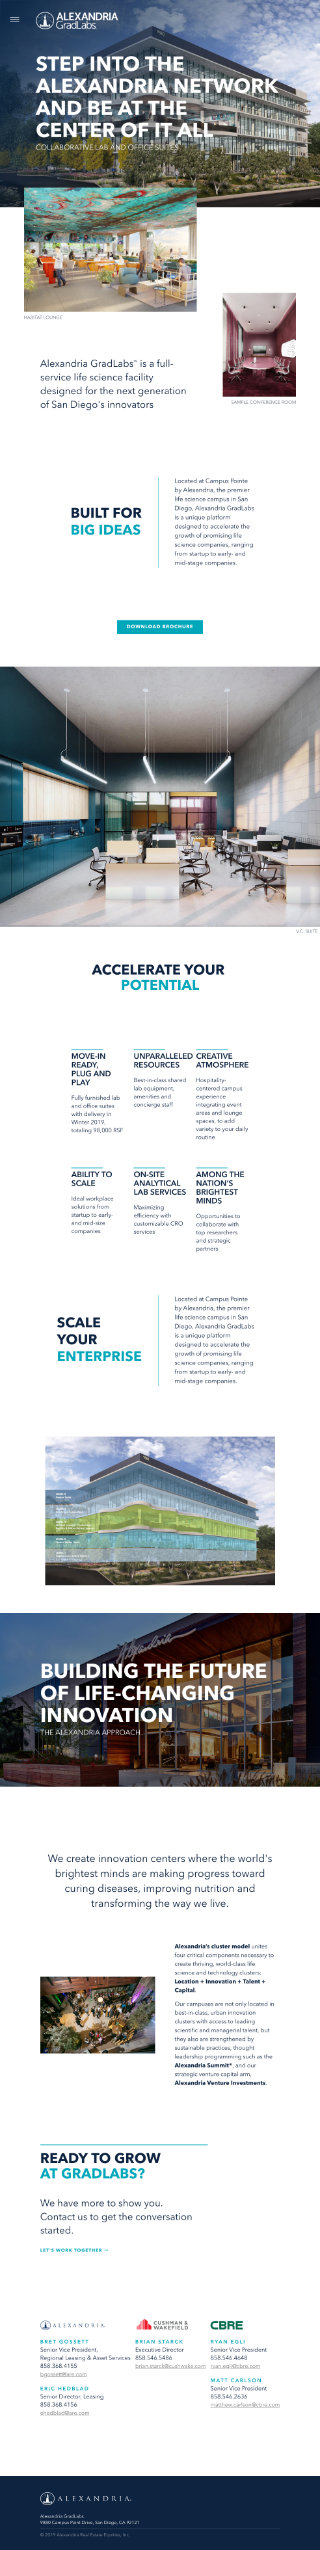 ALEXANDRIA
GradLabs
STEP INTO THE
ALEXANDRIA NETWORK
AND BE AT THE
CENTER OF IT ALL
COLLABORATIVE LAB AND OFFICE SUITES
HABITAT LOUNGE
SAMPLE CONFERENCE ROOM
Alexandria GradLabs™ is a full-
service life science facility
designed for the next generation
of San Diego's innovators
BUILT FOR
BIG IDEAS
Located at Campus Pointe
by Alexandria, the premier
life science campus in San
Diego, Alexandria GradLabs
is a unique platform
designed to accelerate the
growth of promising life
science companies, ranging
from startup to early- and
mid-stage companies.
DOWNLOAD BROCHURE
V.C. SUITE
ACCELERATE YOUR
POTENTIAL
MOVE-IN
READY,
PLUG AND
PLAY
Fully furnished lab
and office suites
with delivery in
Winter 2019,
totaling 98,000 RSF
UNPARALLELED
RESOURCES
Best-in-class shared
lab equipment,
amenities and
concierge staff
CREATIVE
ATMOSPHERE
Hospitality-
centered campus
experience
integrating event
areas and lounge
spaces, to add
variety to your daily
routine
ABILITY TO
SCALE
Ideal workplace
solutions from
startup to early-
and mid-size
companies
ON-SITE
ANALYTICAL
LAB SERVICES
Maximizing
efficiency with
customizable CRO
services
AMONG THE
NATION'S
BRIGHTEST
MINDS
Opportunities to
collaborate with
top researchers
and strategic
partners
SCALE
YOUR
ENTERPRISE
Located at Campus Pointe
by Alexandria, the premier
life science campus in San
Diego, Alexandria GradLabs
is a unique platform
designed to accelerate the
growth of promising life
science companies, ranging
from startup to early- and
mid-stage companies.
BUILDING THE FUTURE
OF LIFE-CHANGING
INNOVATION
THE ALEXANDRIA APPROACH
We create innovation centers where the world's
brightest minds are making progress toward
curing diseases, improving nutrition and
transforming the way we live.
Alexandria's cluster model unites
four critical components necessary to
create thriving, world-class life
science and technology clusters:
Location + Innovation + Talent +
Capital.
Our campuses are not only located in
best-in-class, urban innovation
clusters with access to leading
scientific and managerial talent, but
they also are strengthened by
sustainable practices, thought
leadership programming such as the
Alexandria Summit®, and our
strategic venture capital arm,
Alexandria Venture Investments.
READY TO GROW
AT GRADLABS?
We have more to show you.
Contact us to get the conversation
started.
LET'S WORK TOGETHER →
ALEXANDRIA.
BRET GOSSETT
Senior Vice President,
Regional Leasing & Asset Services
858.368.4155
bgossett@are.com
ERIC HEDBLAD
Senior Director, Leasing
858.368.4156
ehedblad@are.com
CUSHMAN &
WAKEFIELD
BRIAN STARCK
Executive Director
858.546.5486
brian.starck@cushwake.com
CBRE
RYAN EGLI
Senior Vice President
858.546.4648
ryan.egli@cbre.com
MATT CARLSON
Senior Vice President
858.546.2636
matthew.carlson@cbre.com
ALEXANDRIA.
Alexandria GradLabs
9880 Campus Point Drive, San Diego, CA 92121
© 2019 Alexandria Real Estate Equities, Inc.